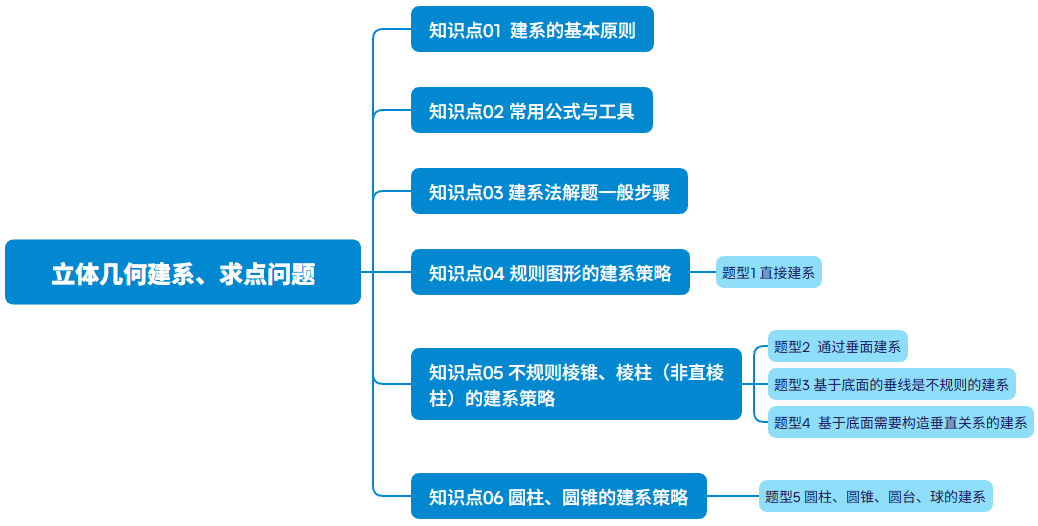 知识点01 建系的基本原则
知识点02 常用公式与工具
知识点03 建系法解题一般步骤
立体几何建系、求点问题
知识点04 规则图形的建系策略
题型1 直接建系
知识点05 不规则棱锥、棱柱（非直棱
柱）的建系策略
题型2 通过垂面建系
题型3 基于底面的垂线是不规则的建系
题型4 基于底面需要构造垂直关系的建系
知识点06 圆柱、圆锥的建系策略
题型5 圆柱、圆锥、圆台、球的建系